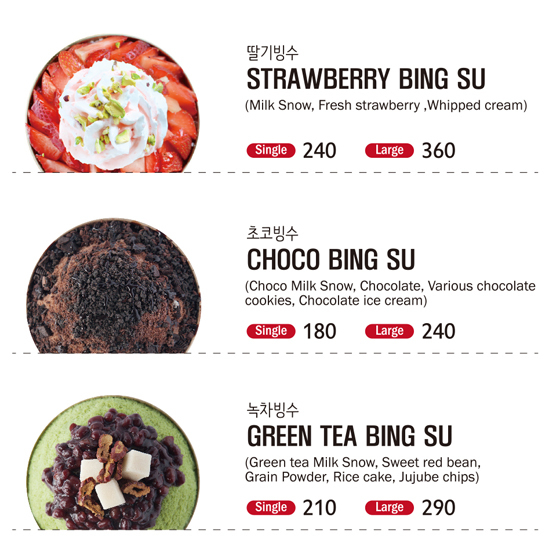 딸기빙수
STRAWBERRY BING SU
(Milk Snow, Fresh strawberry ,Whipped cream)
Single 240 Large 360
초코빙수
CHOCO BING SU
(Choco Milk Snow, Chocolate, Various chocolate
cookies, Chocolate ice cream)
Single 180 Large 240
녹차빙수
GREEN TEA BING SU
(Green tea Milk Snow, Sweet red bean,
Grain Powder, Rice cake, Jujube chips)
Single 210 Large 290